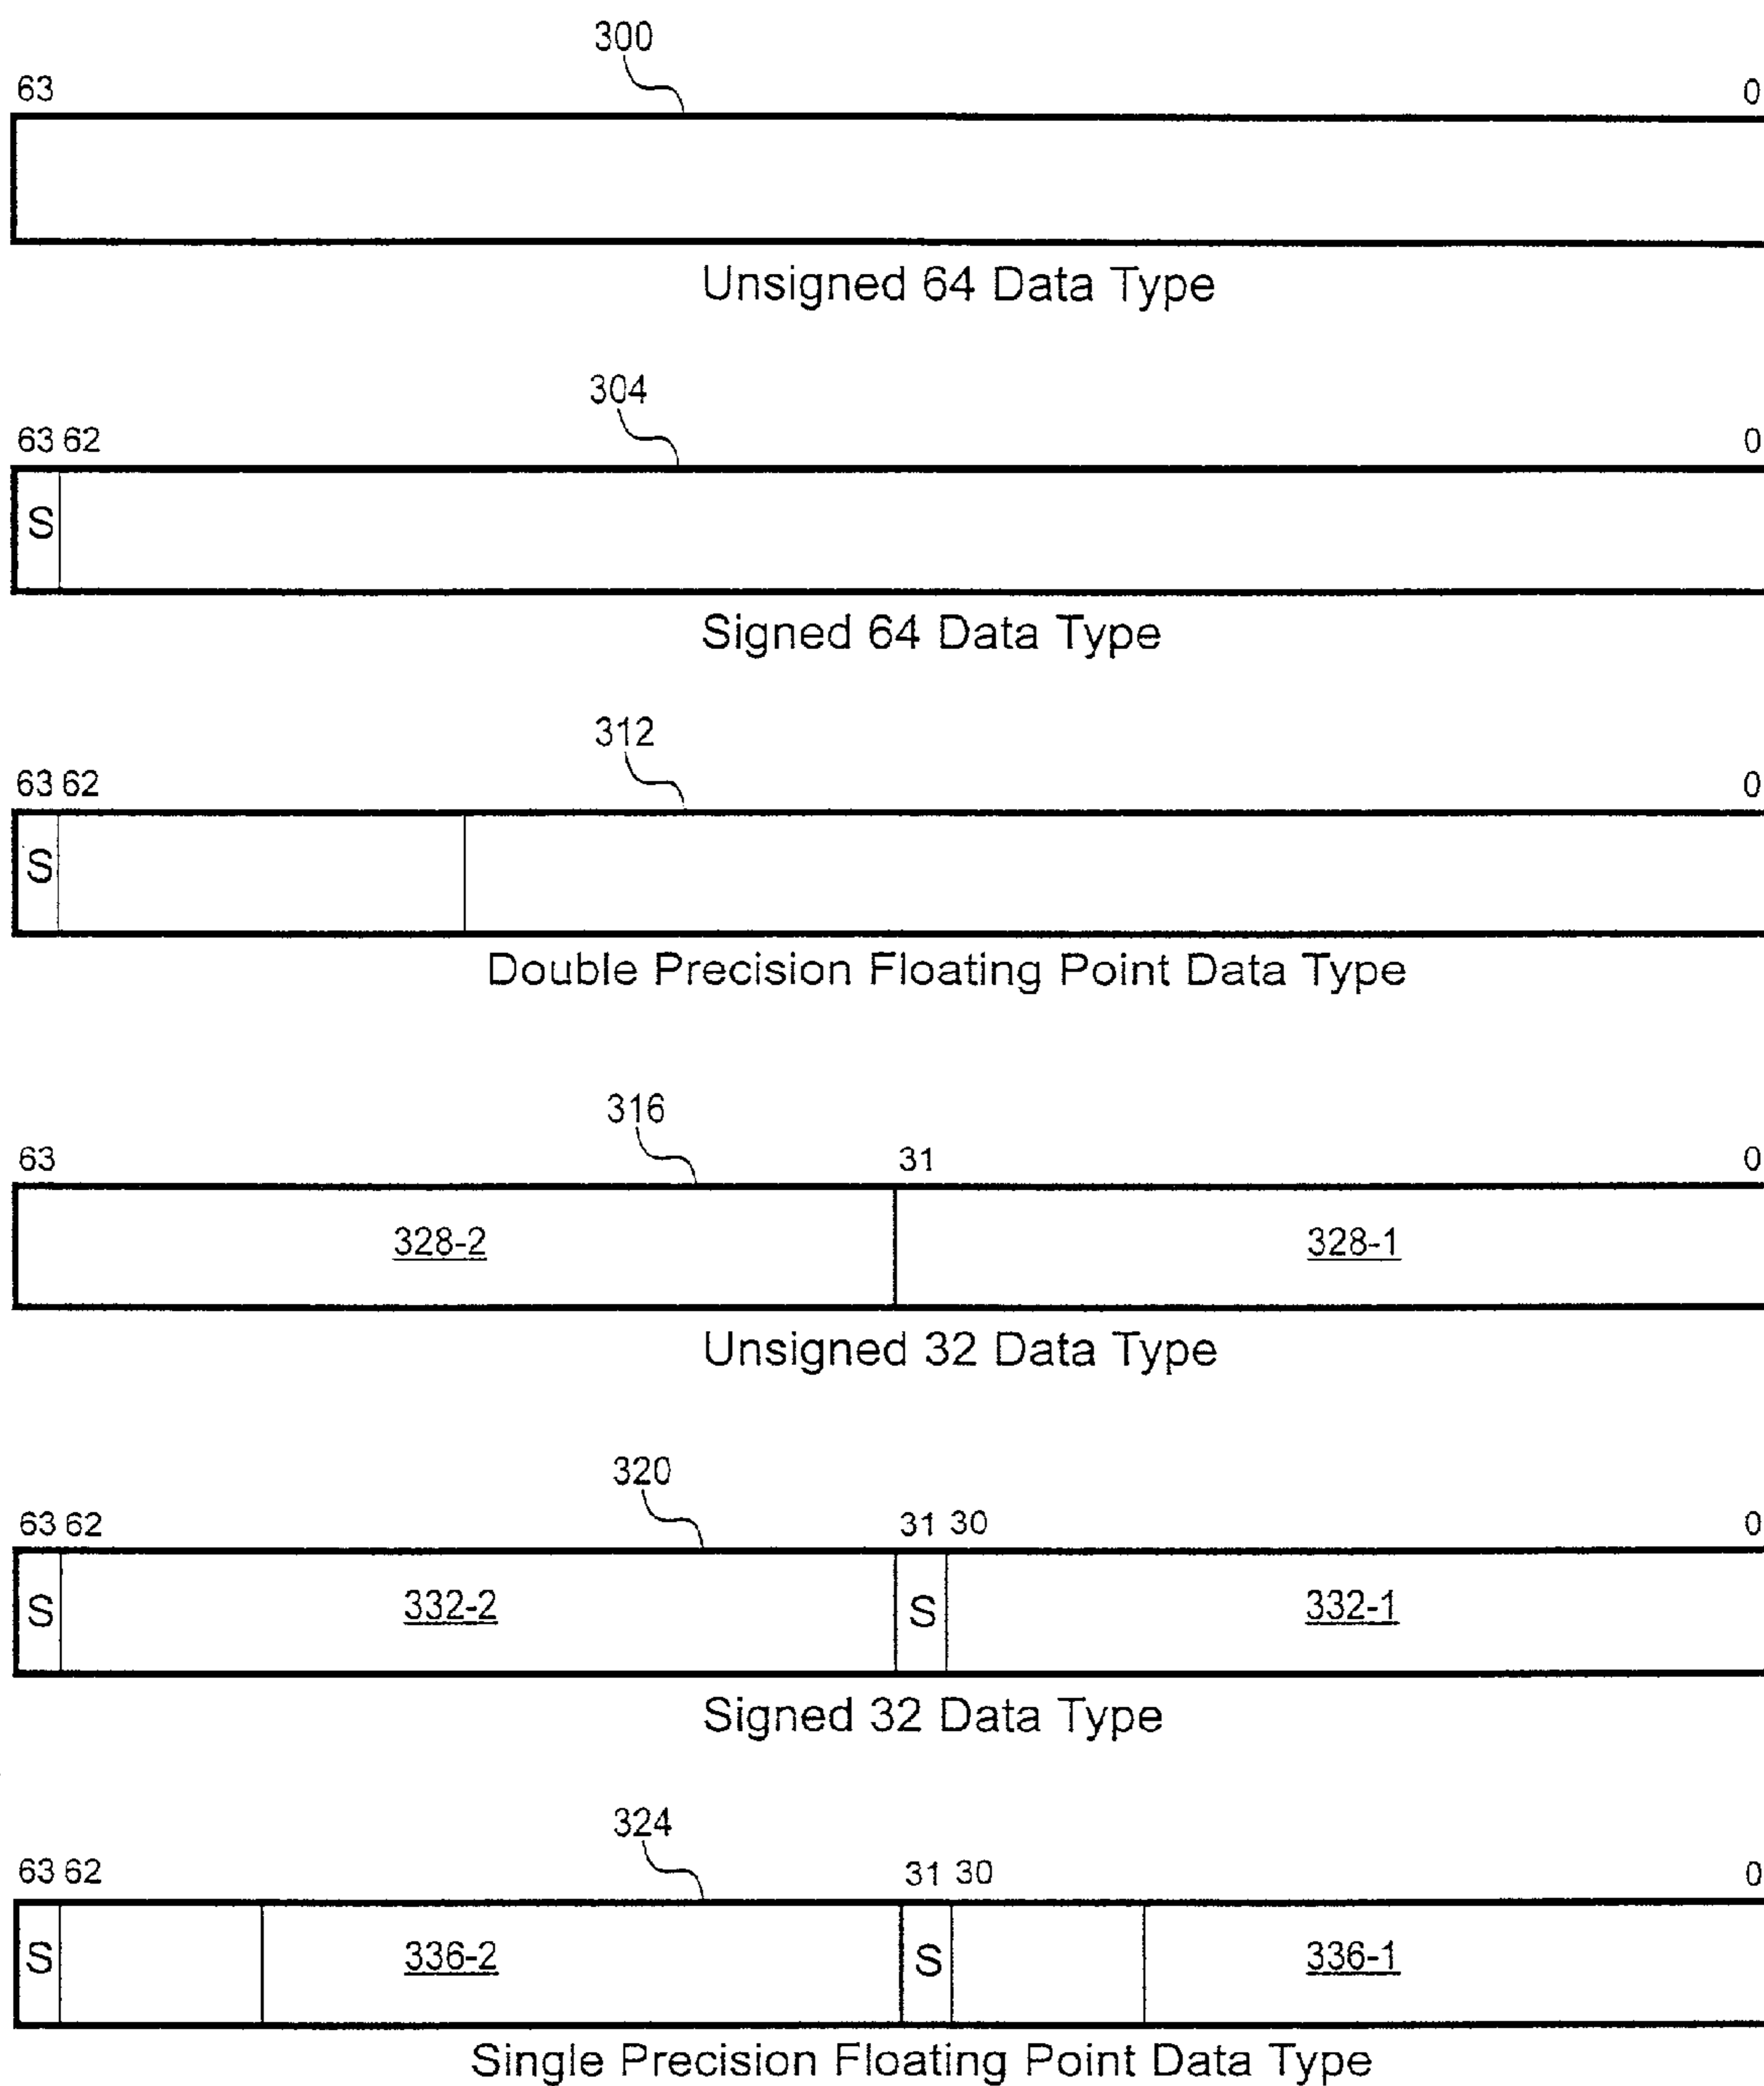 300
63 0
Unsigned 64 Data Type
304
63 62 0
S
Signed 64 Data Type
312
63 62 0
S
Double Precision Floating Point Data Type
316
63 31 0
328-2 328-1
Unsigned 32 Data Type
320
63 62 31 30 0
S 332-2 S 332-1
Signed 32 Data Type
324
63 62 31 30 0
S 336-2 S 336-1
Single Precision Floating Point Data Type